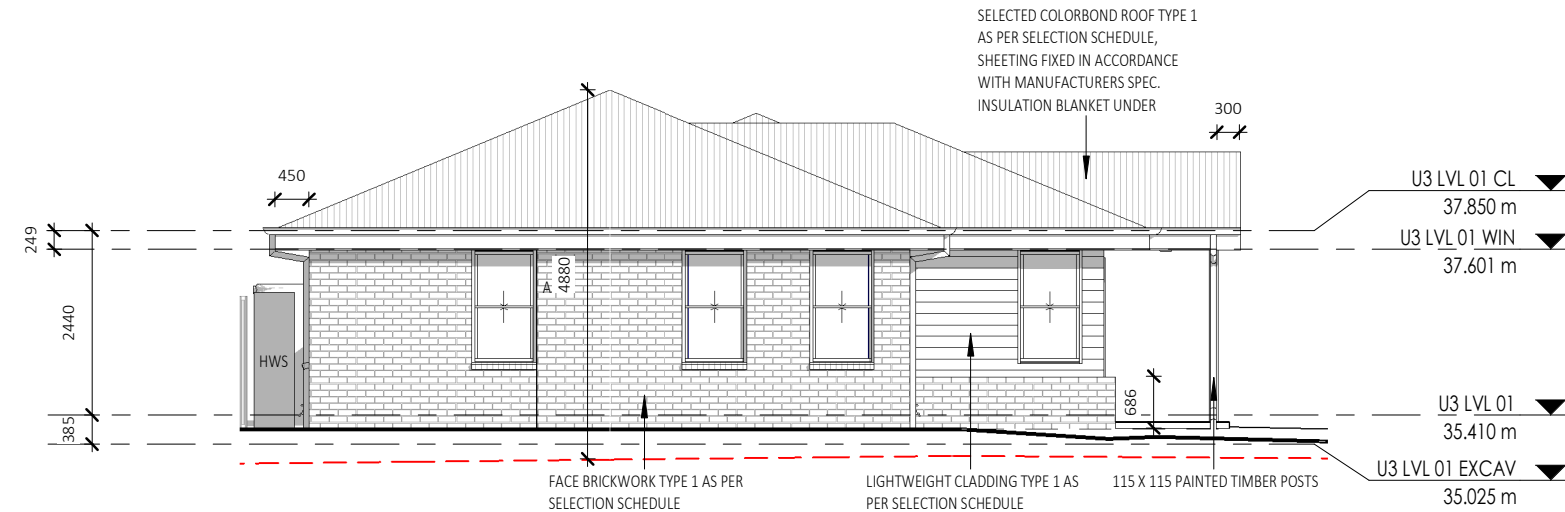 SELECTED COLORBOND ROOF TYPE 1
AS PER SELECTION SCHEDULE,
SHEETING FIXED IN ACCORDANCE
WITH MANUFACTURERS SPEC.
INSULATION BLANKET UNDER
300
450
U3 LVL 01 CL
37.850 m
249
U3 LVL 01 WIN
37.601 m
A
4880
2440
HWS
686
U3 LVL 01
35.410 m
385
U3 LVL 01 EXCAV
35.025 m
FACE BRICKWORK TYPE 1 AS PER
SELECTION SCHEDULE
LIGHTWEIGHT CLADDING TYPE 1 AS
PER SELECTION SCHEDULE
115 X 115 PAINTED TIMBER POSTS